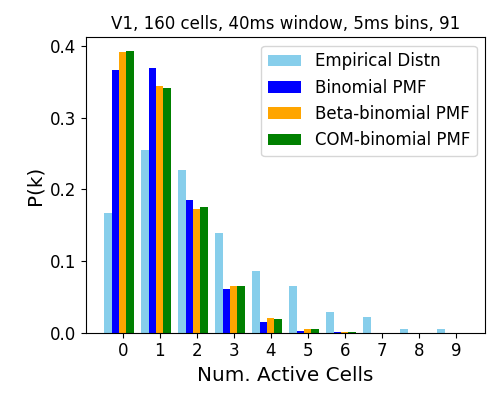 V1, 160 cells, 40ms window, 5ms bins, 91
P(k)
0.4
0.3
0.2
0.1
0.0
Empirical Distn
Binomial PMF
Beta-binomial PMF
COM-binomial PMF
0 1 2 3 4 5 6 7 8 9
Num. Active Cells